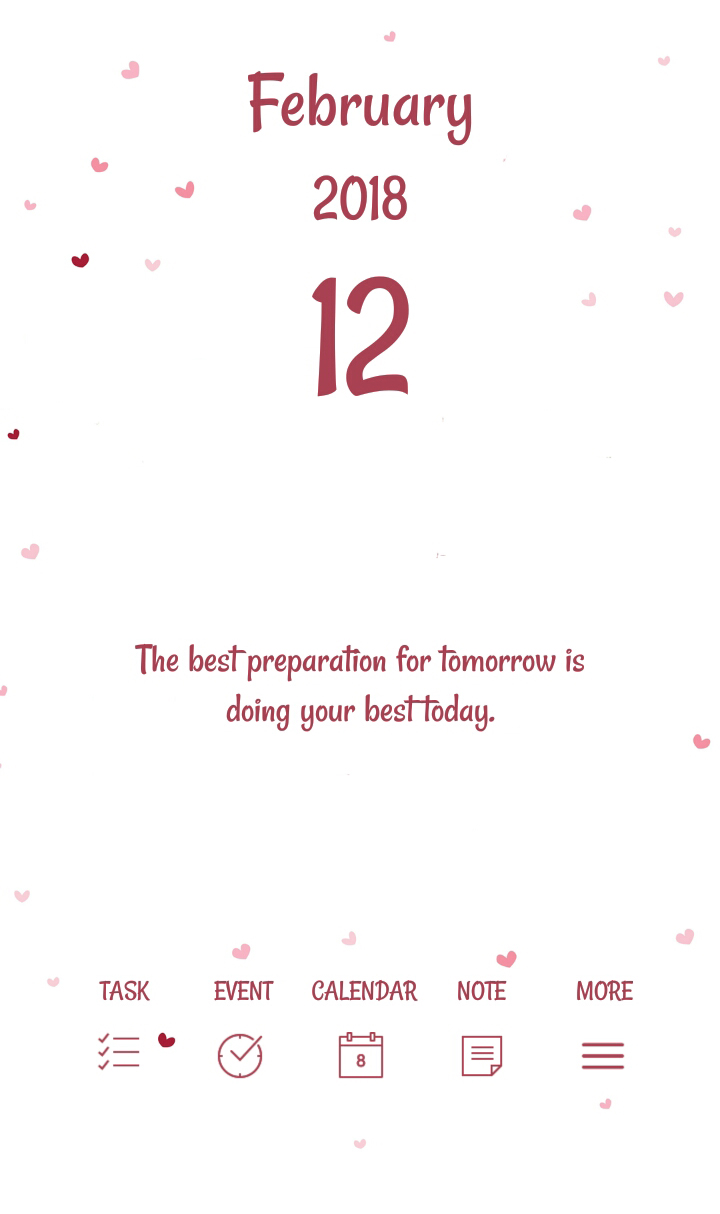 February
2018
12
The best preparation for tomorrow is
doing your best today.
TASK EVENT CALENDAR NOTE MORE
8